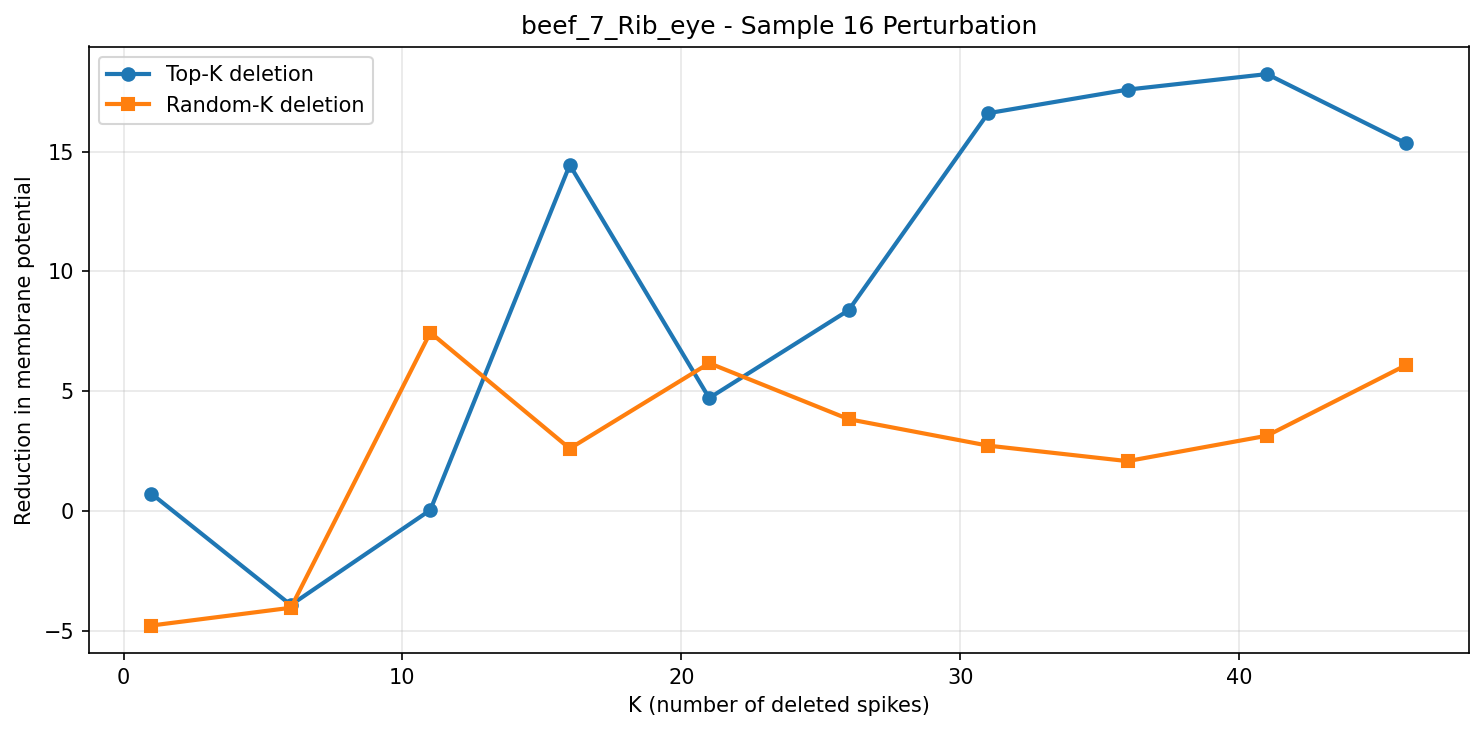 beef_7_Rib_eye - Sample 16 Perturbation
Top-K deletion
Random-K deletion
Reduction in membrane potential
15
10
5
0
−5
0
10
20
30
40
K (number of deleted spikes)